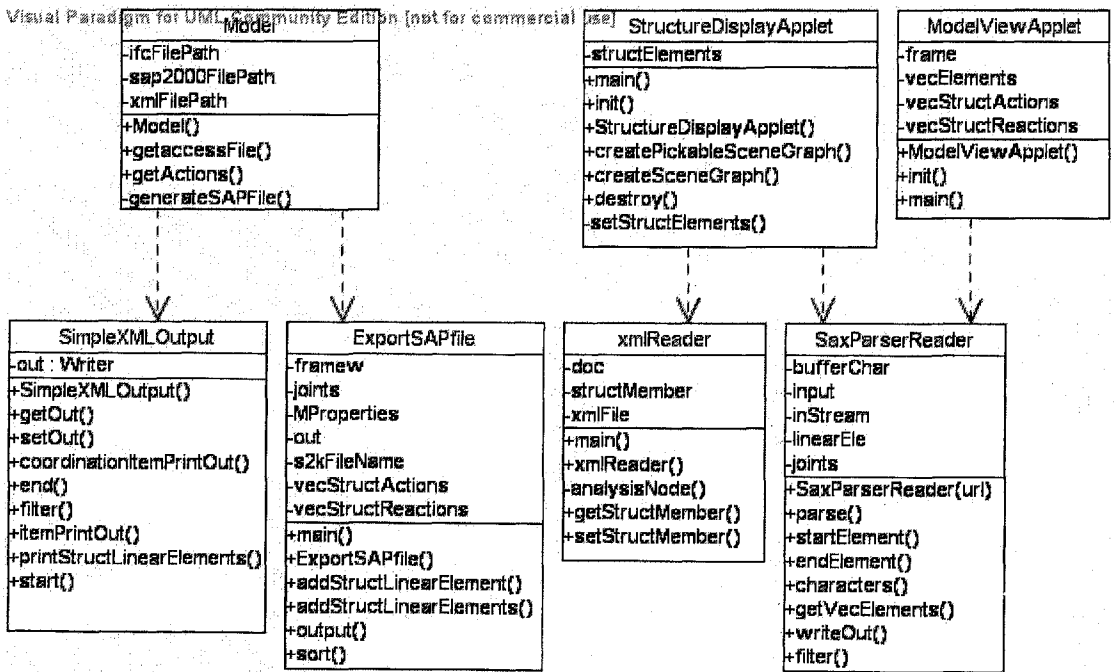 Visual Paradigm for UML Community Edition [not for commercial use]
Model
-ifcFilePath
-sap2000FilePath
-xmlFilePath
+Model()
+getaccessFile()
+getActions()
-generateSAPFile()
StructureDisplayApplet
-structElements
+main()
+init()
+StructureDisplayApplet()
+createPickableSceneGraph()
+createSceneGraph()
+destroy()
-setStructElements()
ModelViewApplet
-frame
-vecElements
-vecStructActions
-vecStructReactions
+ModelViewApplet()
+init()
+main()
SimpleXMLOutput
-out : Writer
+SimpleXMLOutput()
+getOut()
+setOut()
+coordinationItemPrintOut()
+end()
+filter()
+itemPrintOut()
+printStructLinearElements()
+start()
ExportSAPfile
-framew
-joints
-MProperties
-out
-s2kFileName
-vecStructActions
-vecStructReactions
+main()
+ExportSAPfile()
+addStructLinearElement()
+addStructLinearElements()
+output()
+sort()
xmlReader
-doc
-structMember
-xmlFile
+main()
+xmlReader()
-analysisNode()
+getStructMember()
+setStructMember()
SaxParserReader
-bufferChar
-input
-inStream
-linearEle
-joints
+SaxParserReader(url)
+parse()
+startElement()
+endElement()
+characters()
+getVecElements()
+writeOut()
+filter()